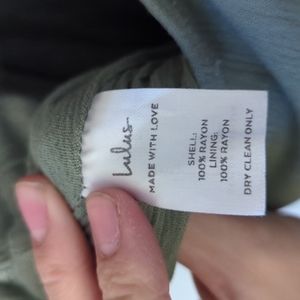 Lulus
MADE WITH LOVE
SHELL:
100% RAYON
LINING:
100% RAYON
DRY CLEAN ONLY